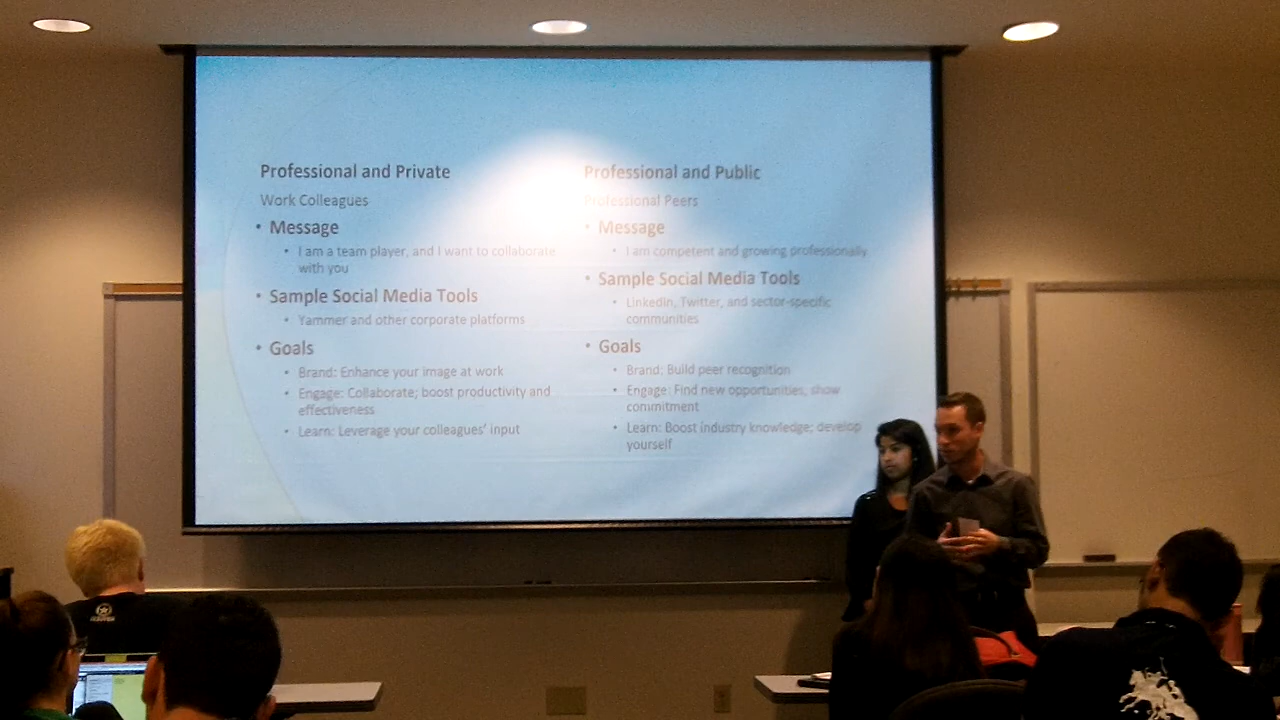 Professional and Private
Work Colleagues
• Message
• I am a team player, and I want to collaborate
with you
• Sample Social Media Tools
• Yammer and other corporate platforms
• Goals
• Brand: Enhance your image at work
• Engage: Collaborate; boost productivity and
effectiveness
• Learn: Leverage your colleagues' input
Professional and Public
Professional Peers
• Message
• I am competent and growing professionally
• Sample Social Media Tools
• LinkedIn, Twitter, and sector-specific
communities
• Goals
• Brand: Build peer recognition
• Engage: Find new opportunities, show
commitment
• Learn: Boost industry knowledge; develop
yourself